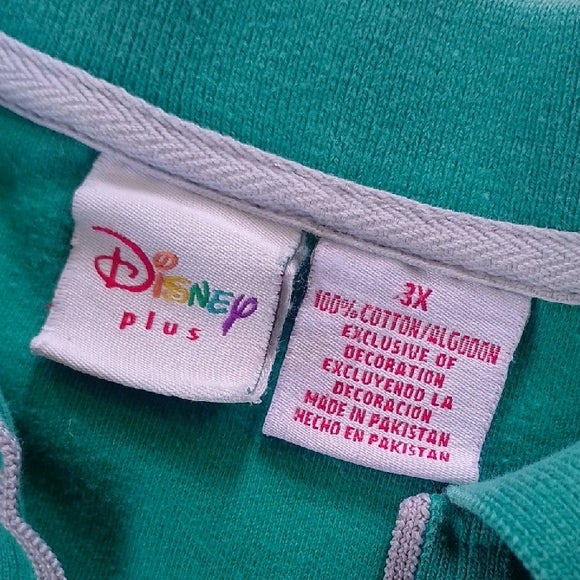 Disney
plus
3X
100% COTTON/ALGODON
EXCLUSIVE OF
DECORATION
EXCLUYENDO LA
DECORACION
MADE IN PAKISTAN
HECHO EN PAKISTAN